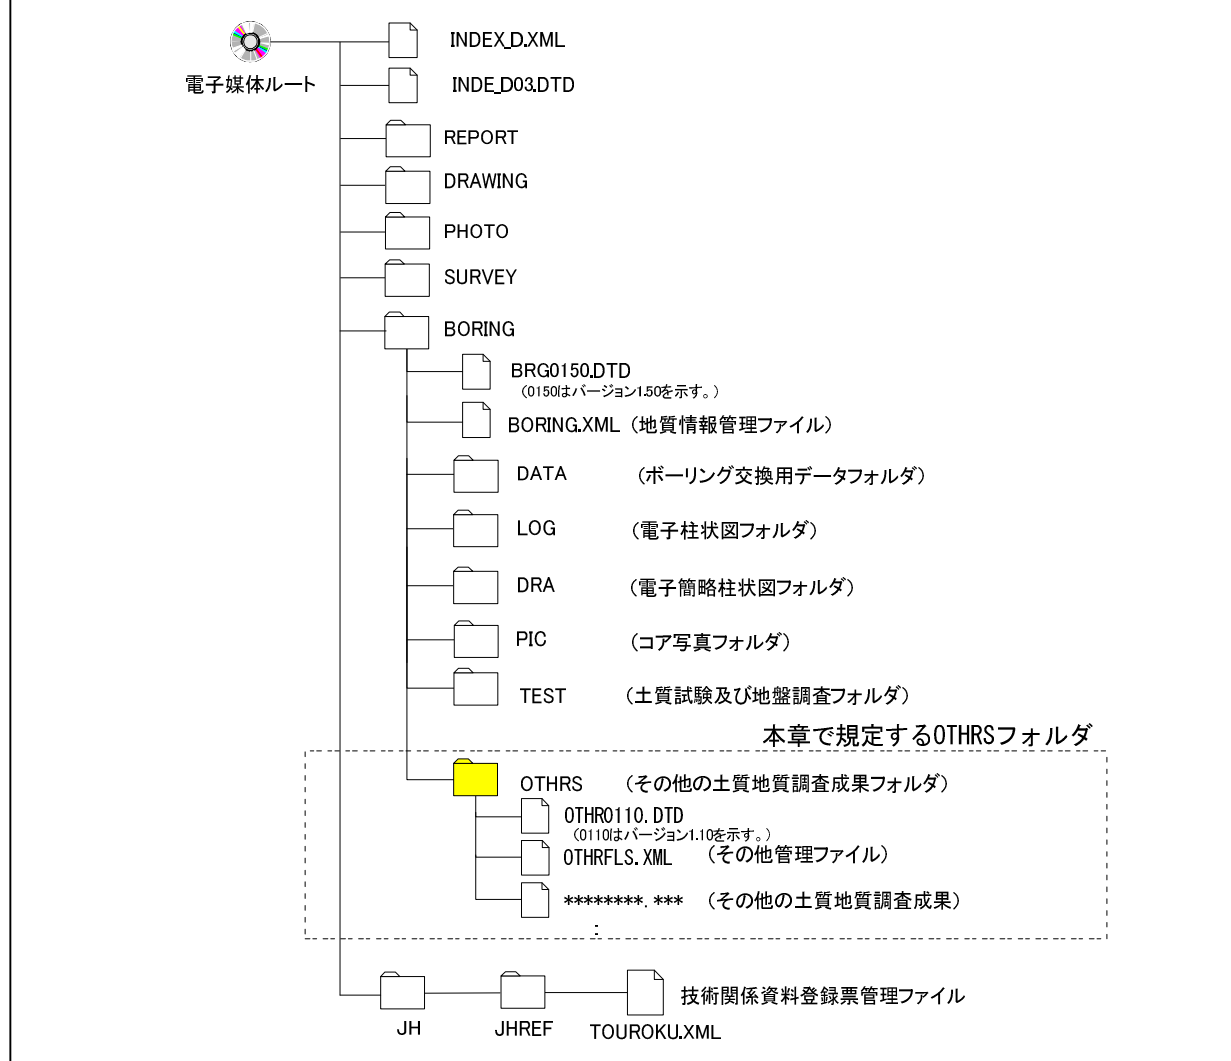 INDEX_D.XML
電子媒体ルート
INDE_D03.DTD
REPORT
DRAWING
PHOTO
SURVEY
BORING
BRG0150.DTD
（0150はバージョン1.50を示す。）
BORING.XML（地質情報管理ファイル）
DATA （ボーリング交換用データフォルダ）
LOG （電子柱状図フォルダ）
DRA （電子簡略柱状図フォルダ）
PIC （コア写真フォルダ）
TEST （土質試験及び地盤調査フォルダ）
本章で規定するOTHRSフォルダ
OTHRS （その他の土質地質調査成果フォルダ）
OTHR0110.DTD
（0110はバージョン1.10を示す。）
OTHRFLS.XML （その他管理ファイル）
********.*** （その他の土質地質調査成果）
:
技術関係資料登録票管理ファイル
JH JHREF TOUROKU.XML